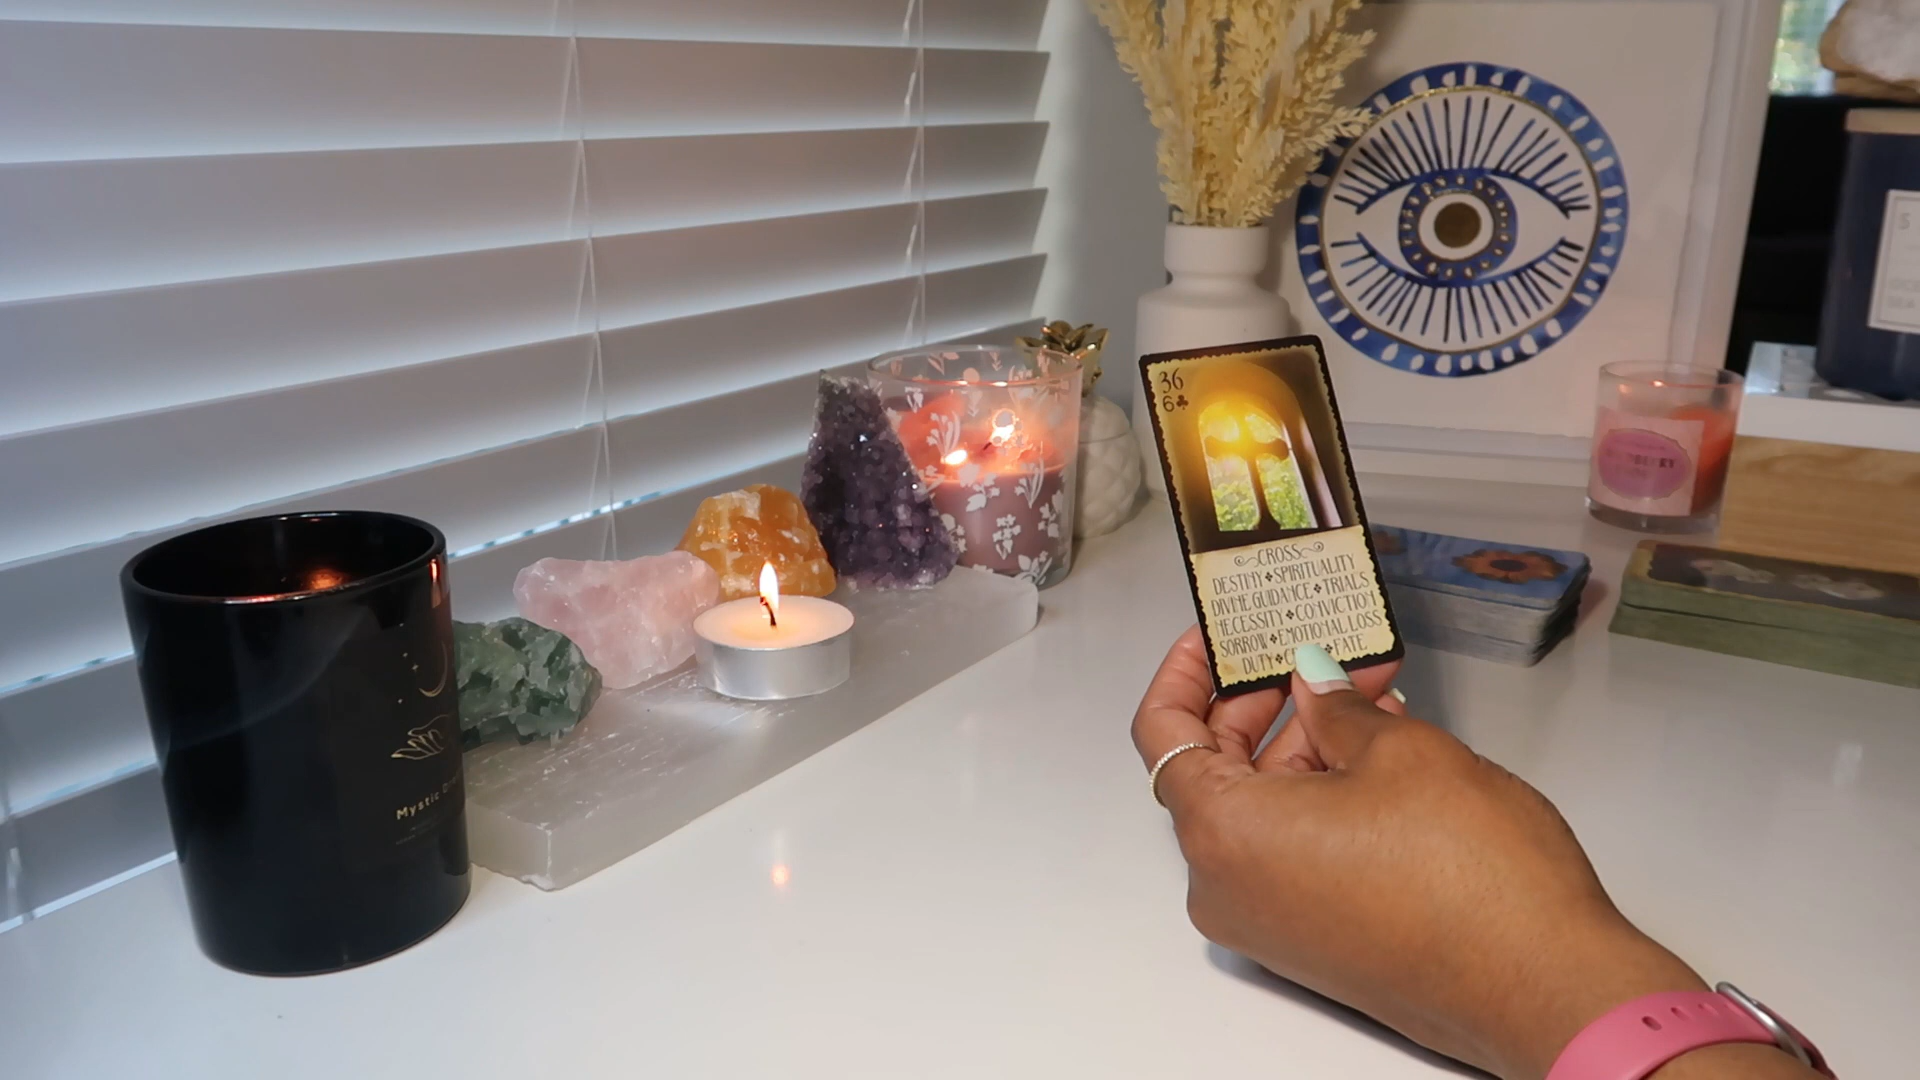 36
6♣
CROSS
DESTINY ❖ SPIRITUALITY
DIVINE GUIDANCE ❖ TRIALS
NECESSITY ❖ CONVICTION
SORROW ❖ EMOTIONAL LOSS
DUTY ❖ ❖ FATE
Mystic